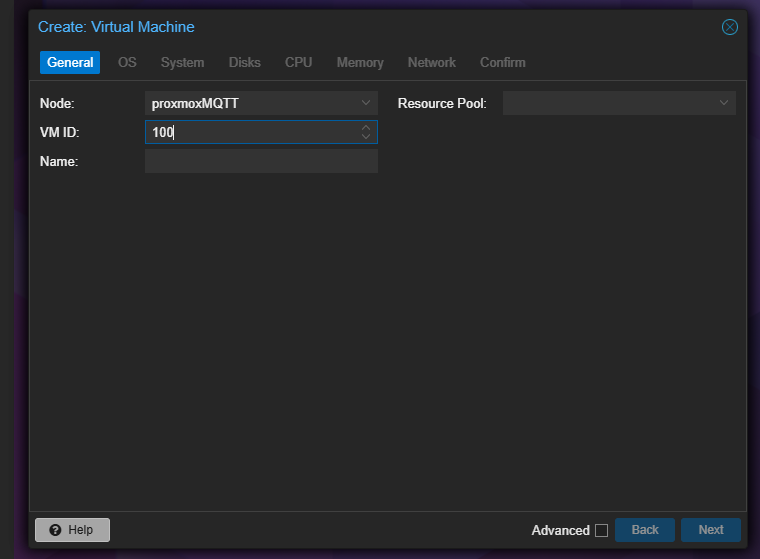 Create: Virtual Machine
General OS System Disks CPU Memory Network Confirm
Node: proxmoxMQTT Resource Pool:
VM ID: 100
Name:
Help Advanced Back Next